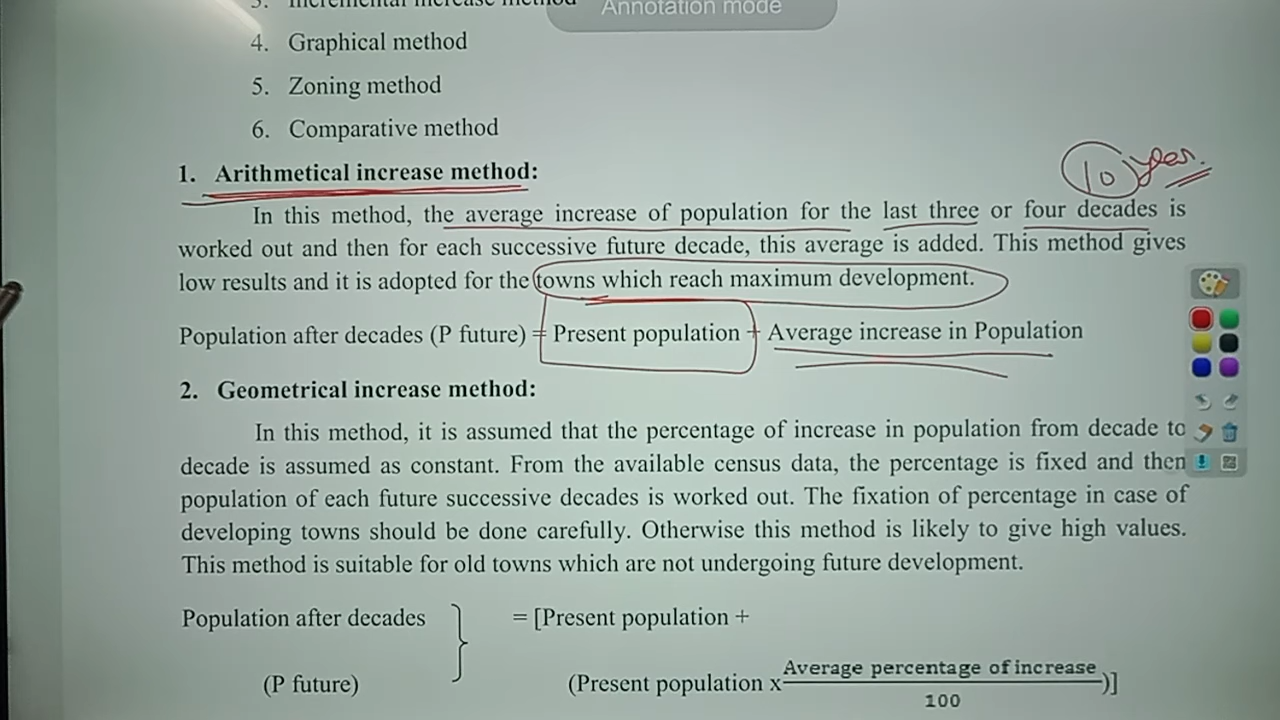 Annotation mode
3. Incremental increase method
4. Graphical method
5. Zoning method
6. Comparative method
1. Arithmetical increase method:
10 year.
In this method, the average increase of population for the last three or four decades is
worked out and then for each successive future decade, this average is added. This method gives
low results and it is adopted for the towns which reach maximum development.
Population after decades (P future) = Present population + Average increase in Population
2. Geometrical increase method:
In this method, it is assumed that the percentage of increase in population from decade to
decade is assumed as constant. From the available census data, the percentage is fixed and then
population of each future successive decades is worked out. The fixation of percentage in case of
developing towns should be done carefully. Otherwise this method is likely to give high values.
This method is suitable for old towns which are not undergoing future development.
Population after decades } = [Present population +
(P future) (Present population x Average percentage of increase
100 )]